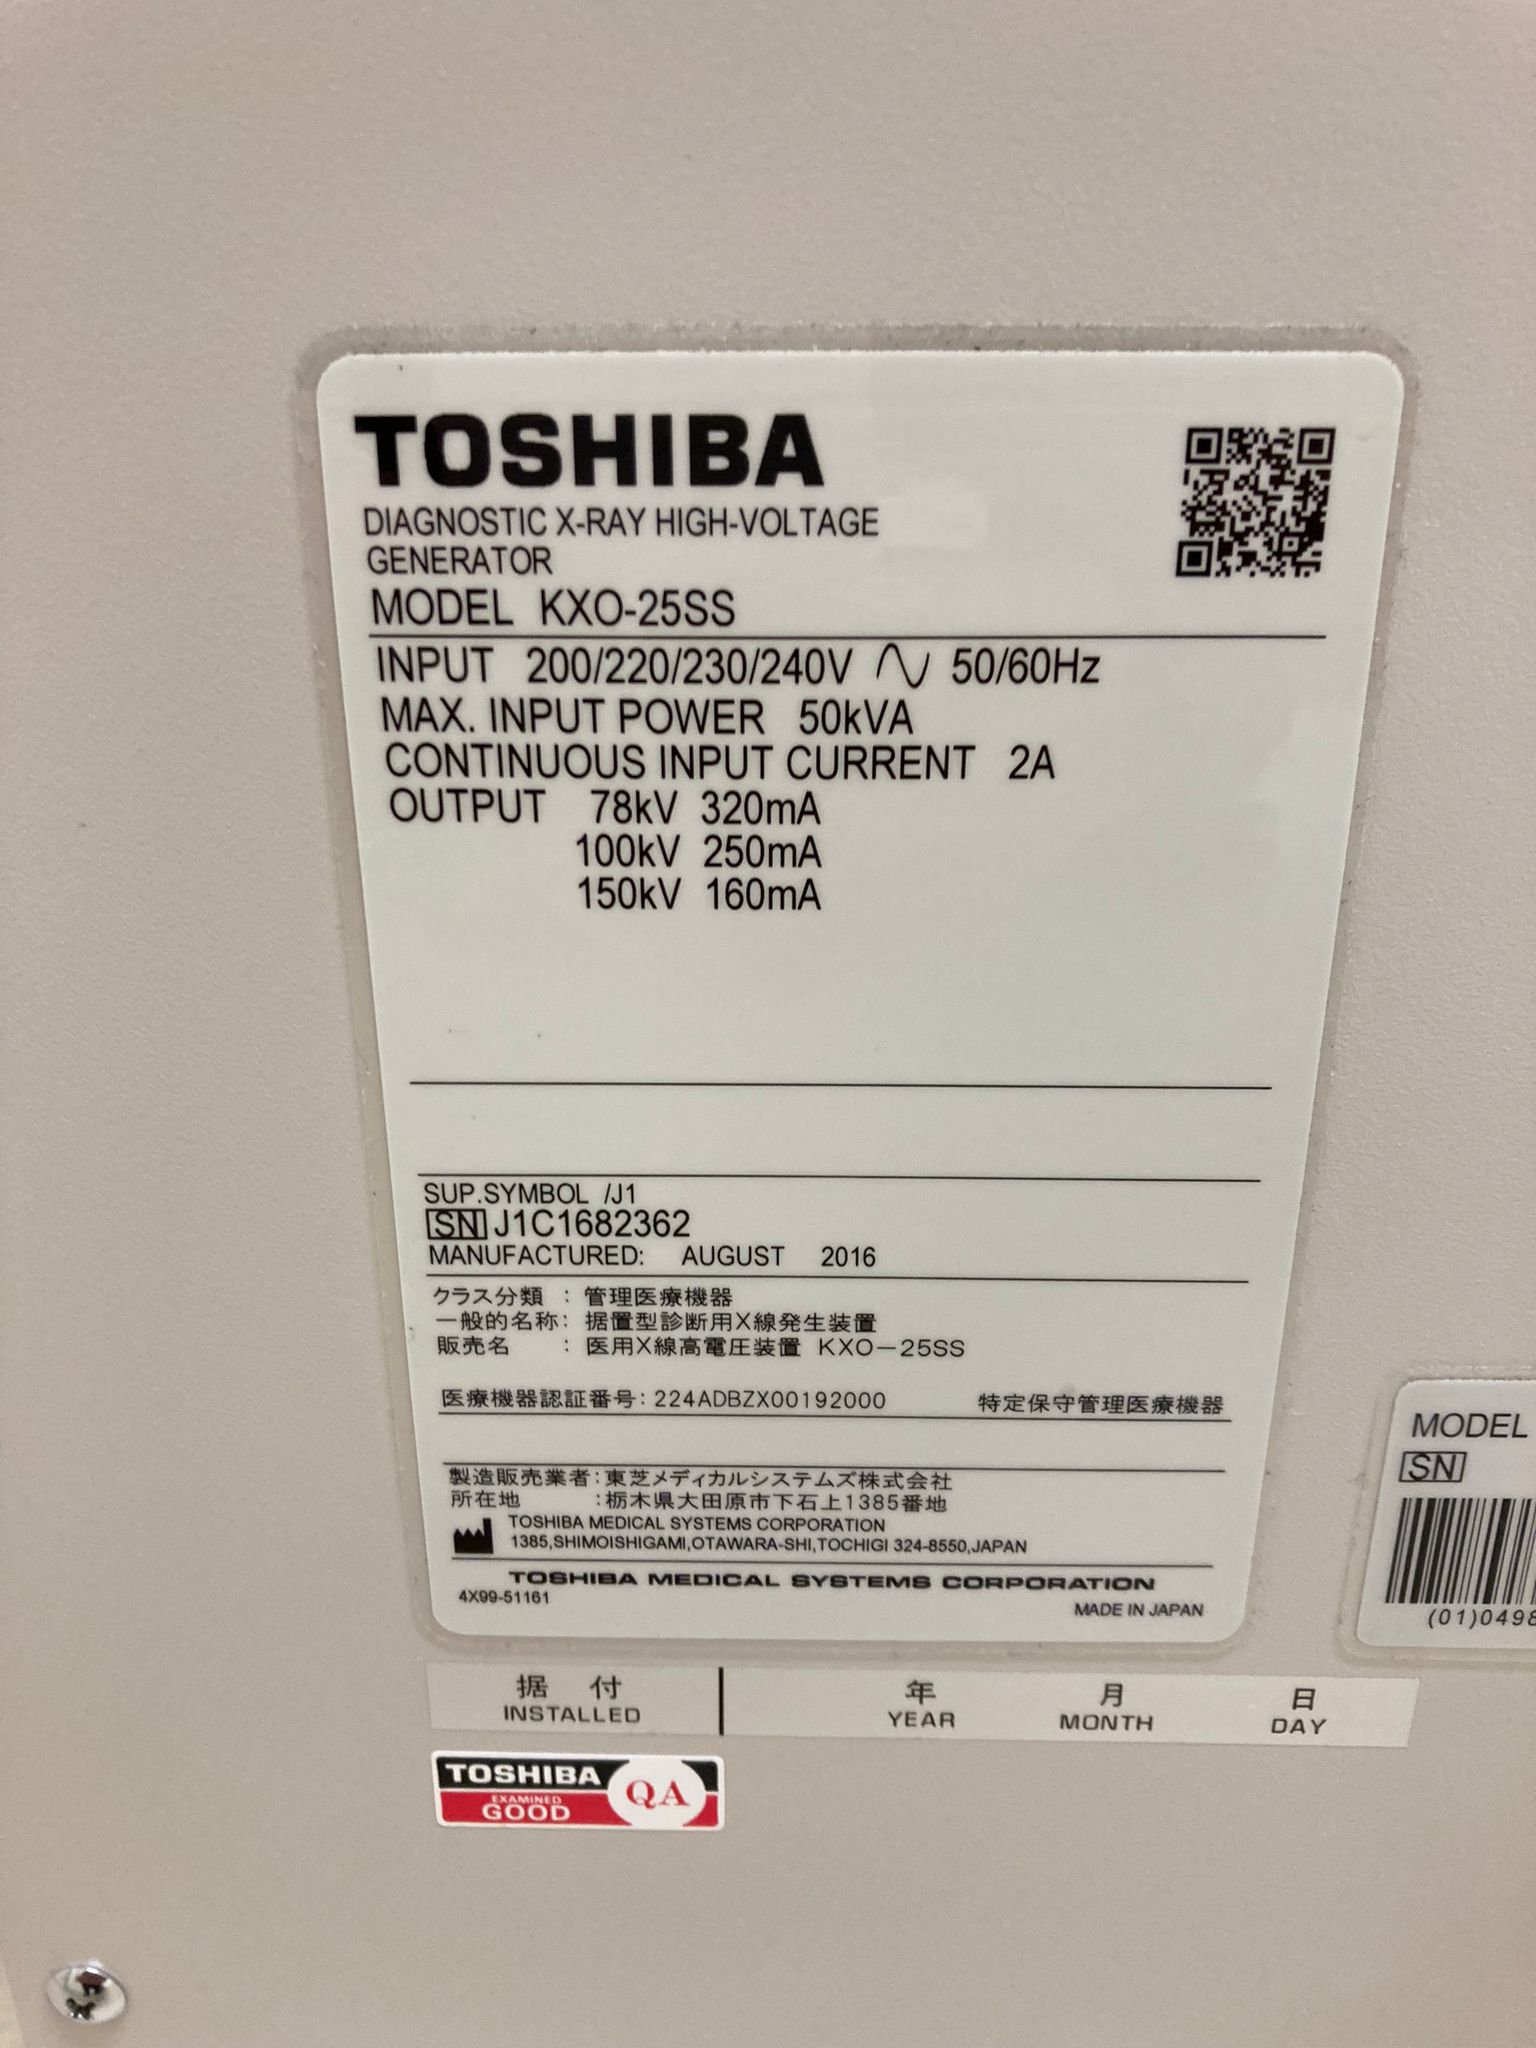 TOSHIBA
DIAGNOSTIC X-RAY HIGH-VOLTAGE
GENERATOR
MODEL KXO-25SS
INPUT 200/220/230/240V 50/60Hz
MAX. INPUT POWER 50kVA
CONTINUOUS INPUT CURRENT 2A
OUTPUT 78kV 320mA
100kV 250mA
150kV 160mA
SUP.SYMBOL /J1
SN J1C1682362
MANUFACTURED: AUGUST 2016
クラス分類 : 管理医療機器
一般的名称: 据置型診断用X線発生装置
販売名 : 医用X線高電圧装置 KXO-25SS
医療機器認証番号: 224ADBZX00192000 特定保守管理医療機器
製造販売業者:東芝メディカルシステムズ株式会社
所在地 :栃木県大田原市下石上1385番地
TOSHIBA MEDICAL SYSTEMS CORPORATION
1385,SHIMOISHIGAMI,OTAWARA-SHI,TOCHIGI 324-8550,JAPAN
TOSHIBA MEDICAL SYSTEMS CORPORATION
4X99-51161
MADE IN JAPAN
据 付 年 月 日
INSTALLED YEAR MONTH DAY
TOSHIBA
EXAMINED
GOOD
QA
MODEL
SN
(01)0498